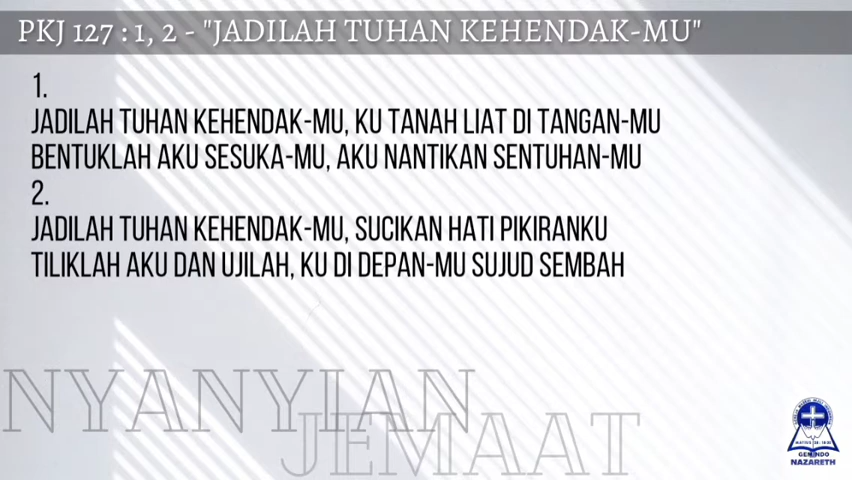 PKJ 127 : 1, 2 - "JADILAH TUHAN KEHENDAK-MU"
1.
JADILAH TUHAN KEHENDAK-MU, KU TANAH LIAT DI TANGAN-MU
BENTUKLAH AKU SESUKA-MU, AKU NANTIKAN SENTUHAN-MU
2.
JADILAH TUHAN KEHENDAK-MU, SUCIKAN HATI PIKIRANKU
TILIKLAH AKU DAN UJILAH, KU DI DEPAN-MU SUJUD SEMBAH
NYANYIAN
JEMAAT
NAZARETH